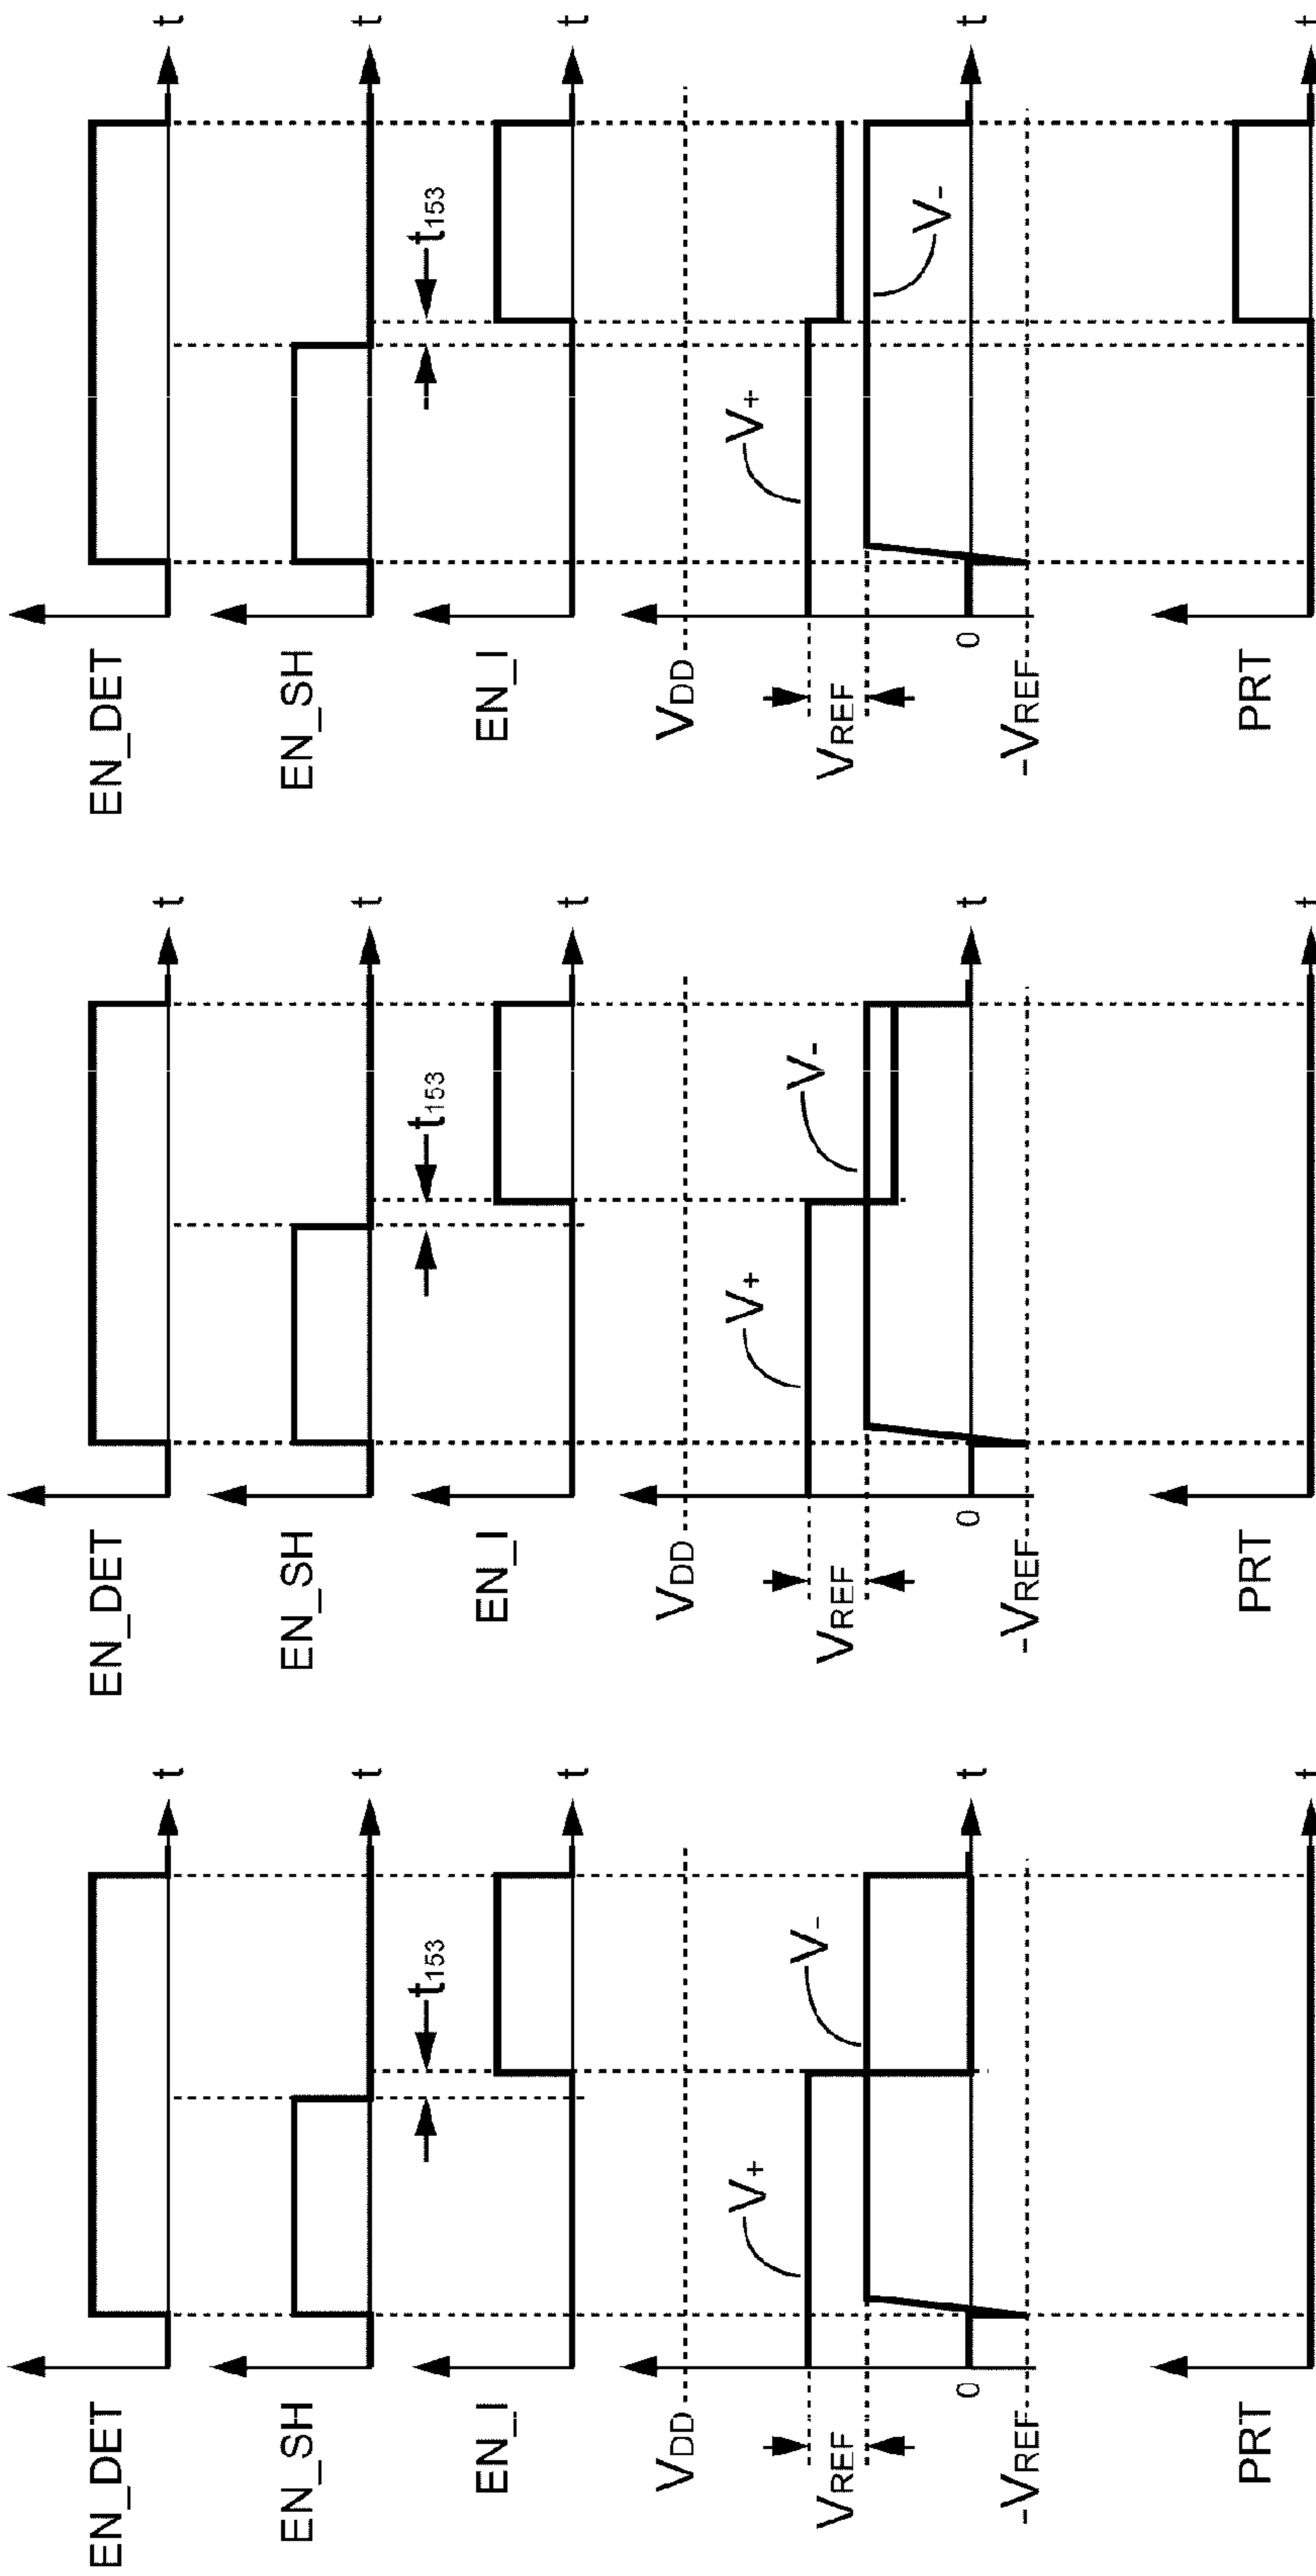 EN_DET
t
EN_SH
t
t153
EN_I
t
VDD
V+
V-
VREF
0
t
-VREF
PRT
t
EN_DET
t
EN_SH
t
t153
EN_I
t
VDD
V+
V-
VREF
0
t
-VREF
PRT
t
EN_DET
t
EN_SH
t
t153
EN_I
t
VDD
V+
VREF
V-
0
t
-VREF
PRT
t